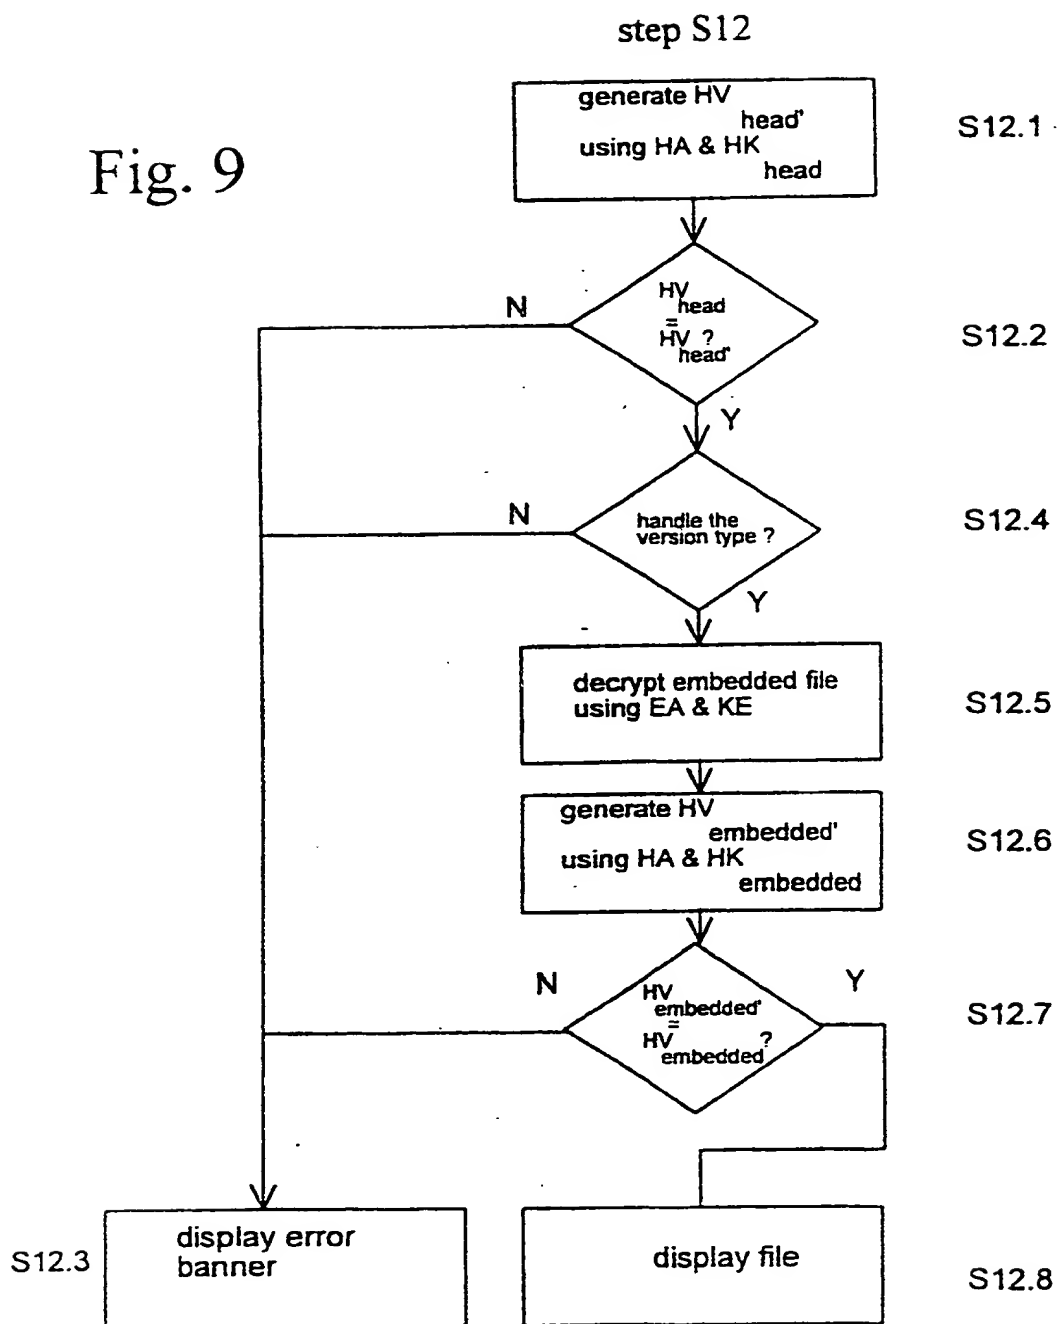 step S12
Fig. 9
generate HV
head'
using HA & HK
head
S12.1
N
HV
head
=
HV ?
head'
S12.2
Y
N
handle the
version type ?
S12.4
Y
decrypt embedded file
using EA & KE
S12.5
generate HV
embedded'
using HA & HK
embedded
S12.6
N
HV
embedded'
=
HV ?
embedded
Y
S12.7
S12.3
display error
banner
display file
S12.8